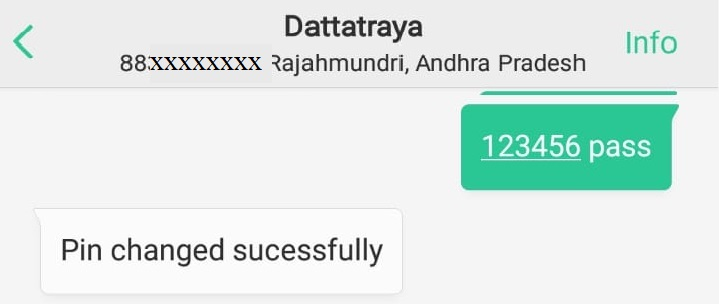 Dattatraya
Info
88XXXXXXXX Rajahmundri, Andhra Pradesh
123456 pass
Pin changed sucessfully